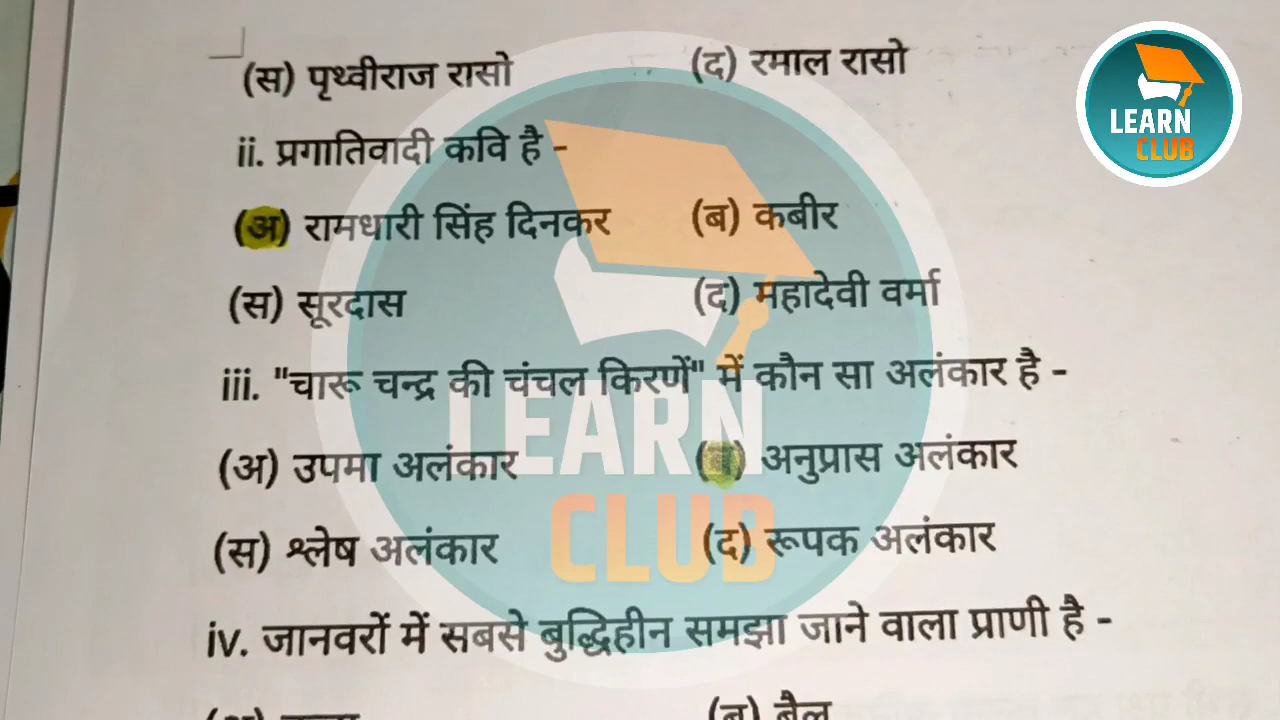 (स) पृथ्वीराज रासो (द) रमाल रासो
LEARN
CLUB
ii. प्रगातिवादी कवि है -
(अ) रामधारी सिंह दिनकर (ब) कबीर
(स) सूरदास (द) महादेवी वर्मा
iii. "चारू चन्द्र की चंचल किरणें" में कौन सा अलंकार है -
(अ) उपमा अलंकार (ब) अनुप्रास अलंकार
LEARN
CLUB
(स) श्लेष अलंकार (द) रूपक अलंकार
iv. जानवरों में सबसे बुद्धिहीन समझा जाने वाला प्राणी है -
(ब) बैल